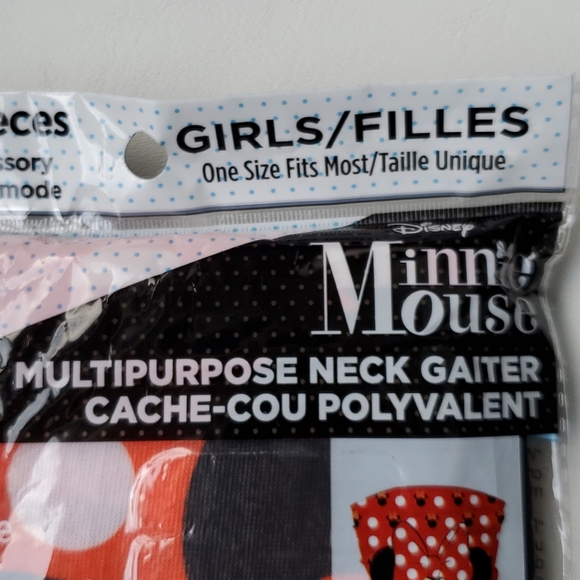 eces
ssory
mode
GIRLS/FILLES
One Size Fits Most/Taille Unique
Disney
Minnie
Mouse
MULTIPURPOSE NECK GAITER
CACHE-COU POLYVALENT